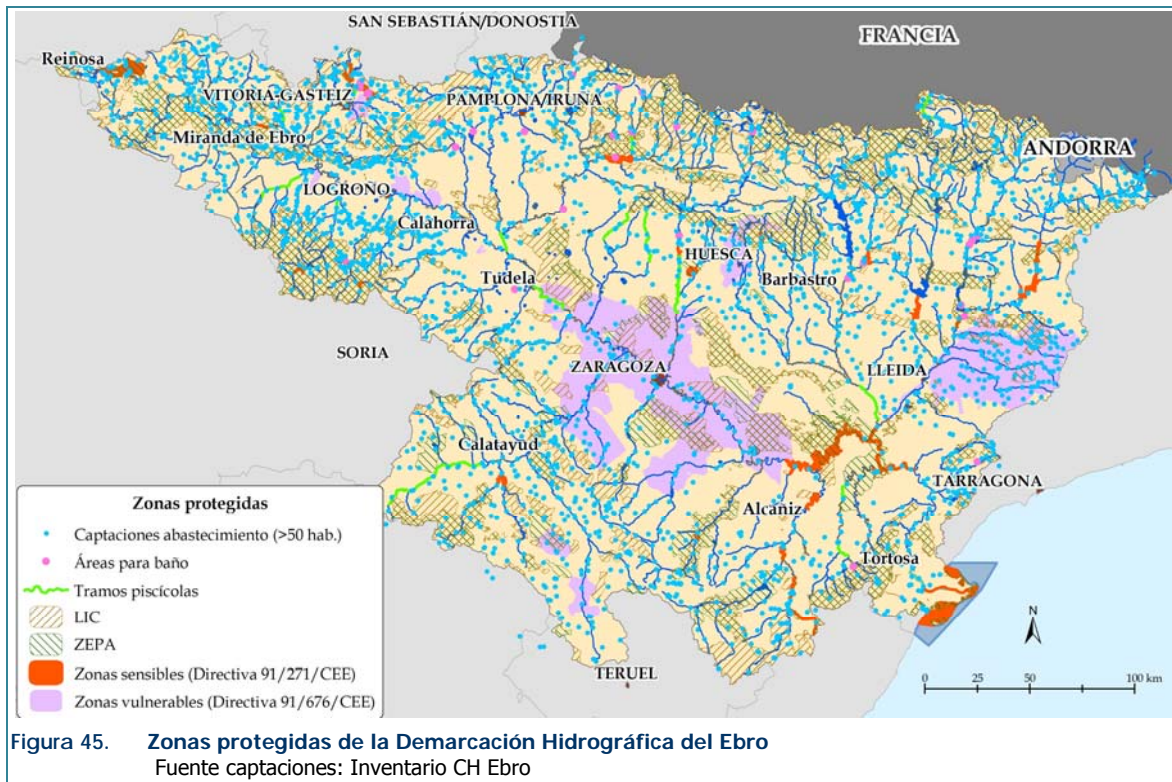 SAN SEBASTIÁN/DONOSTIA
FRANCIA
Reinosa
VITORIA-GASTEIZ
PAMPLONA/IRUÑA
Miranda de Ebro
ANDORRA
LOGROÑO
Calahorra
HUESCA
Tudela
Barbastro
SORIA
ZARAGOZA
LLEIDA
Calatayud
TARRAGONA
Alcañiz
Tortosa
TERUEL
Zonas protegidas
Captaciones abastecimiento (>50 hab.)
Áreas para baño
Tramos piscícolas
LIC
ZEPA
Zonas sensibles (Directiva 91/271/CEE)
Zonas vulnerables (Directiva 91/676/CEE)
N
0 25 50 100 km
Figura 45. Zonas protegidas de la Demarcación Hidrográfica del Ebro
Fuente captaciones: Inventario CH Ebro